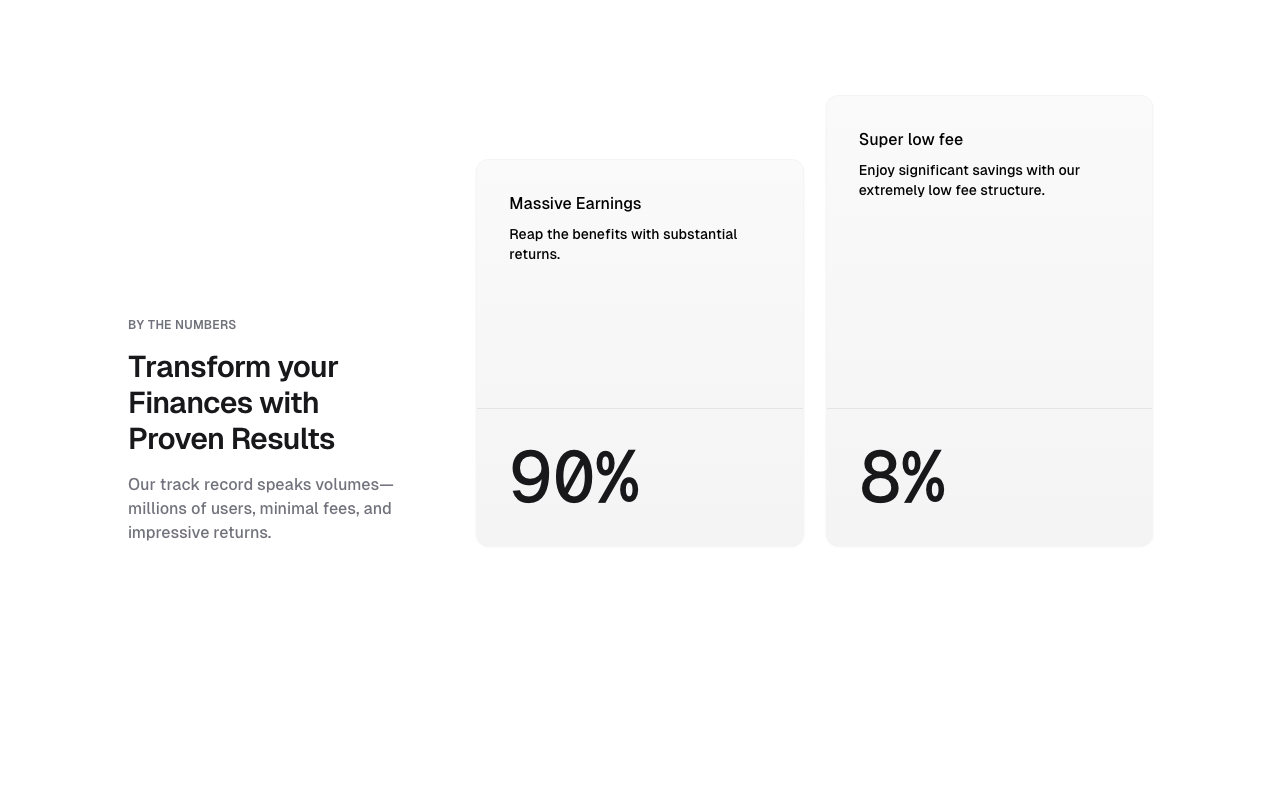 BY THE NUMBERS
Transform your
Finances with
Proven Results
Our track record speaks volumes—
millions of users, minimal fees, and
impressive returns.
Massive Earnings
Reap the benefits with substantial
returns.
90%
Super low fee
Enjoy significant savings with our
extremely low fee structure.
8%